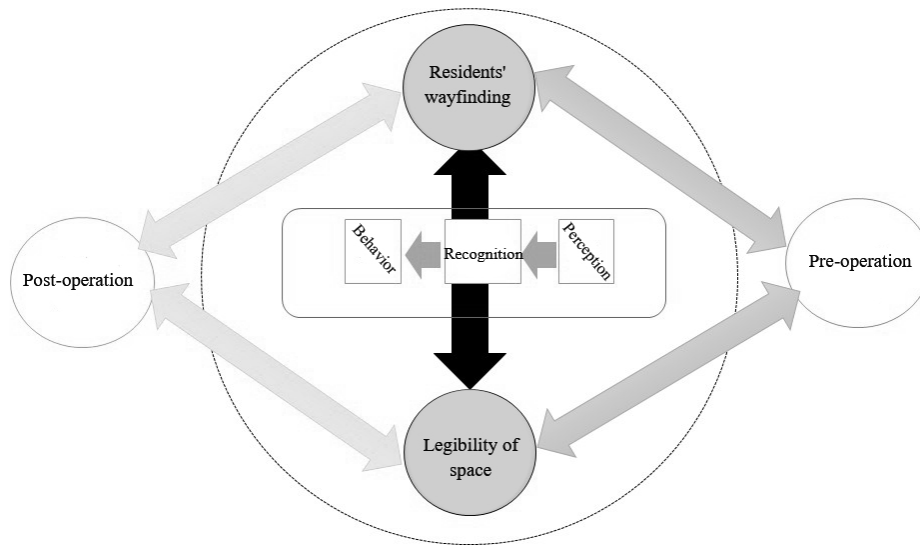 Residents'
wayfinding
Behavior
Recognition
Perception
Post-operation
Pre-operation
Legibility of
space